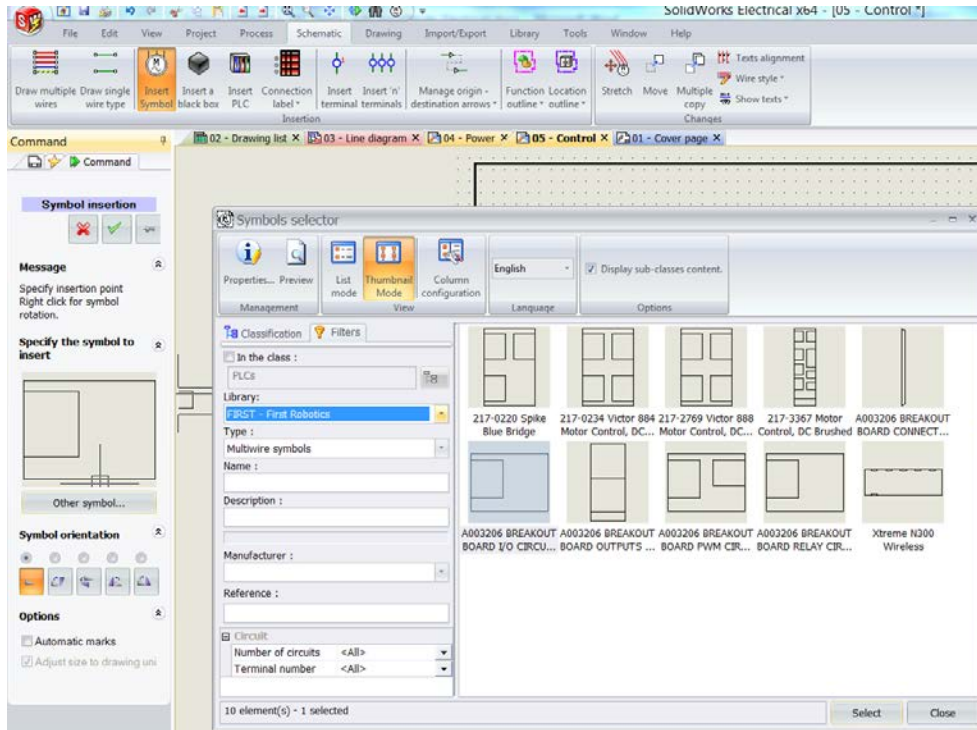 SolidWorks Electrical x64 - [05 - Control *]
File Edit View Project Process Schematic Drawing Import/Export Library Tools Window Help
Draw multiple wires
Draw single wire type
Insert Symbol
Insert a black box
Insert PLC
Connection label
Insert terminal
Insert 'n' terminals
Manage origin - destination arrows
Function outline
Location outline
Stretch
Move
Multiple copy
Texts alignment
Wire style
Show texts
Insertion
Changes
Command
02 - Drawing list
03 - Line diagram
04 - Power
05 - Control
01 - Cover page
Command
Symbol insertion
Message
Specify insertion point
Right click for symbol
rotation.
Specify the symbol to
insert
Other symbol...
Symbol orientation
Options
Automatic marks
Adjust size to drawing uni
Symbols selector
Properties...
Preview
List mode
Thumbnail Mode
Column configuration
English
Display sub-classes content.
Management
View
Language
Options
Classification
Filters
In the class :
PLCs
Library:
FIRST - First Robotics
Type :
Multiwire symbols
Name :
Description :
Manufacturer :
Reference :
Circuit
Number of circuits <All>
Terminal number <All>
217-0220 Spike
Blue Bridge
217-0234 Victor 884
Motor Control, DC...
217-2769 Victor 888
Motor Control, DC...
217-3367 Motor
Control, DC Brushed
A003206 BREAKOUT
BOARD CONNECT...
A003206 BREAKOUT
BOARD I/O CIRCU...
A003206 BREAKOUT
BOARD OUTPUTS ...
A003206 BREAKOUT
BOARD PWM CIR...
A003206 BREAKOUT
BOARD RELAY CIR...
Xtreme N300
Wireless
10 element(s) - 1 selected
Select
Close